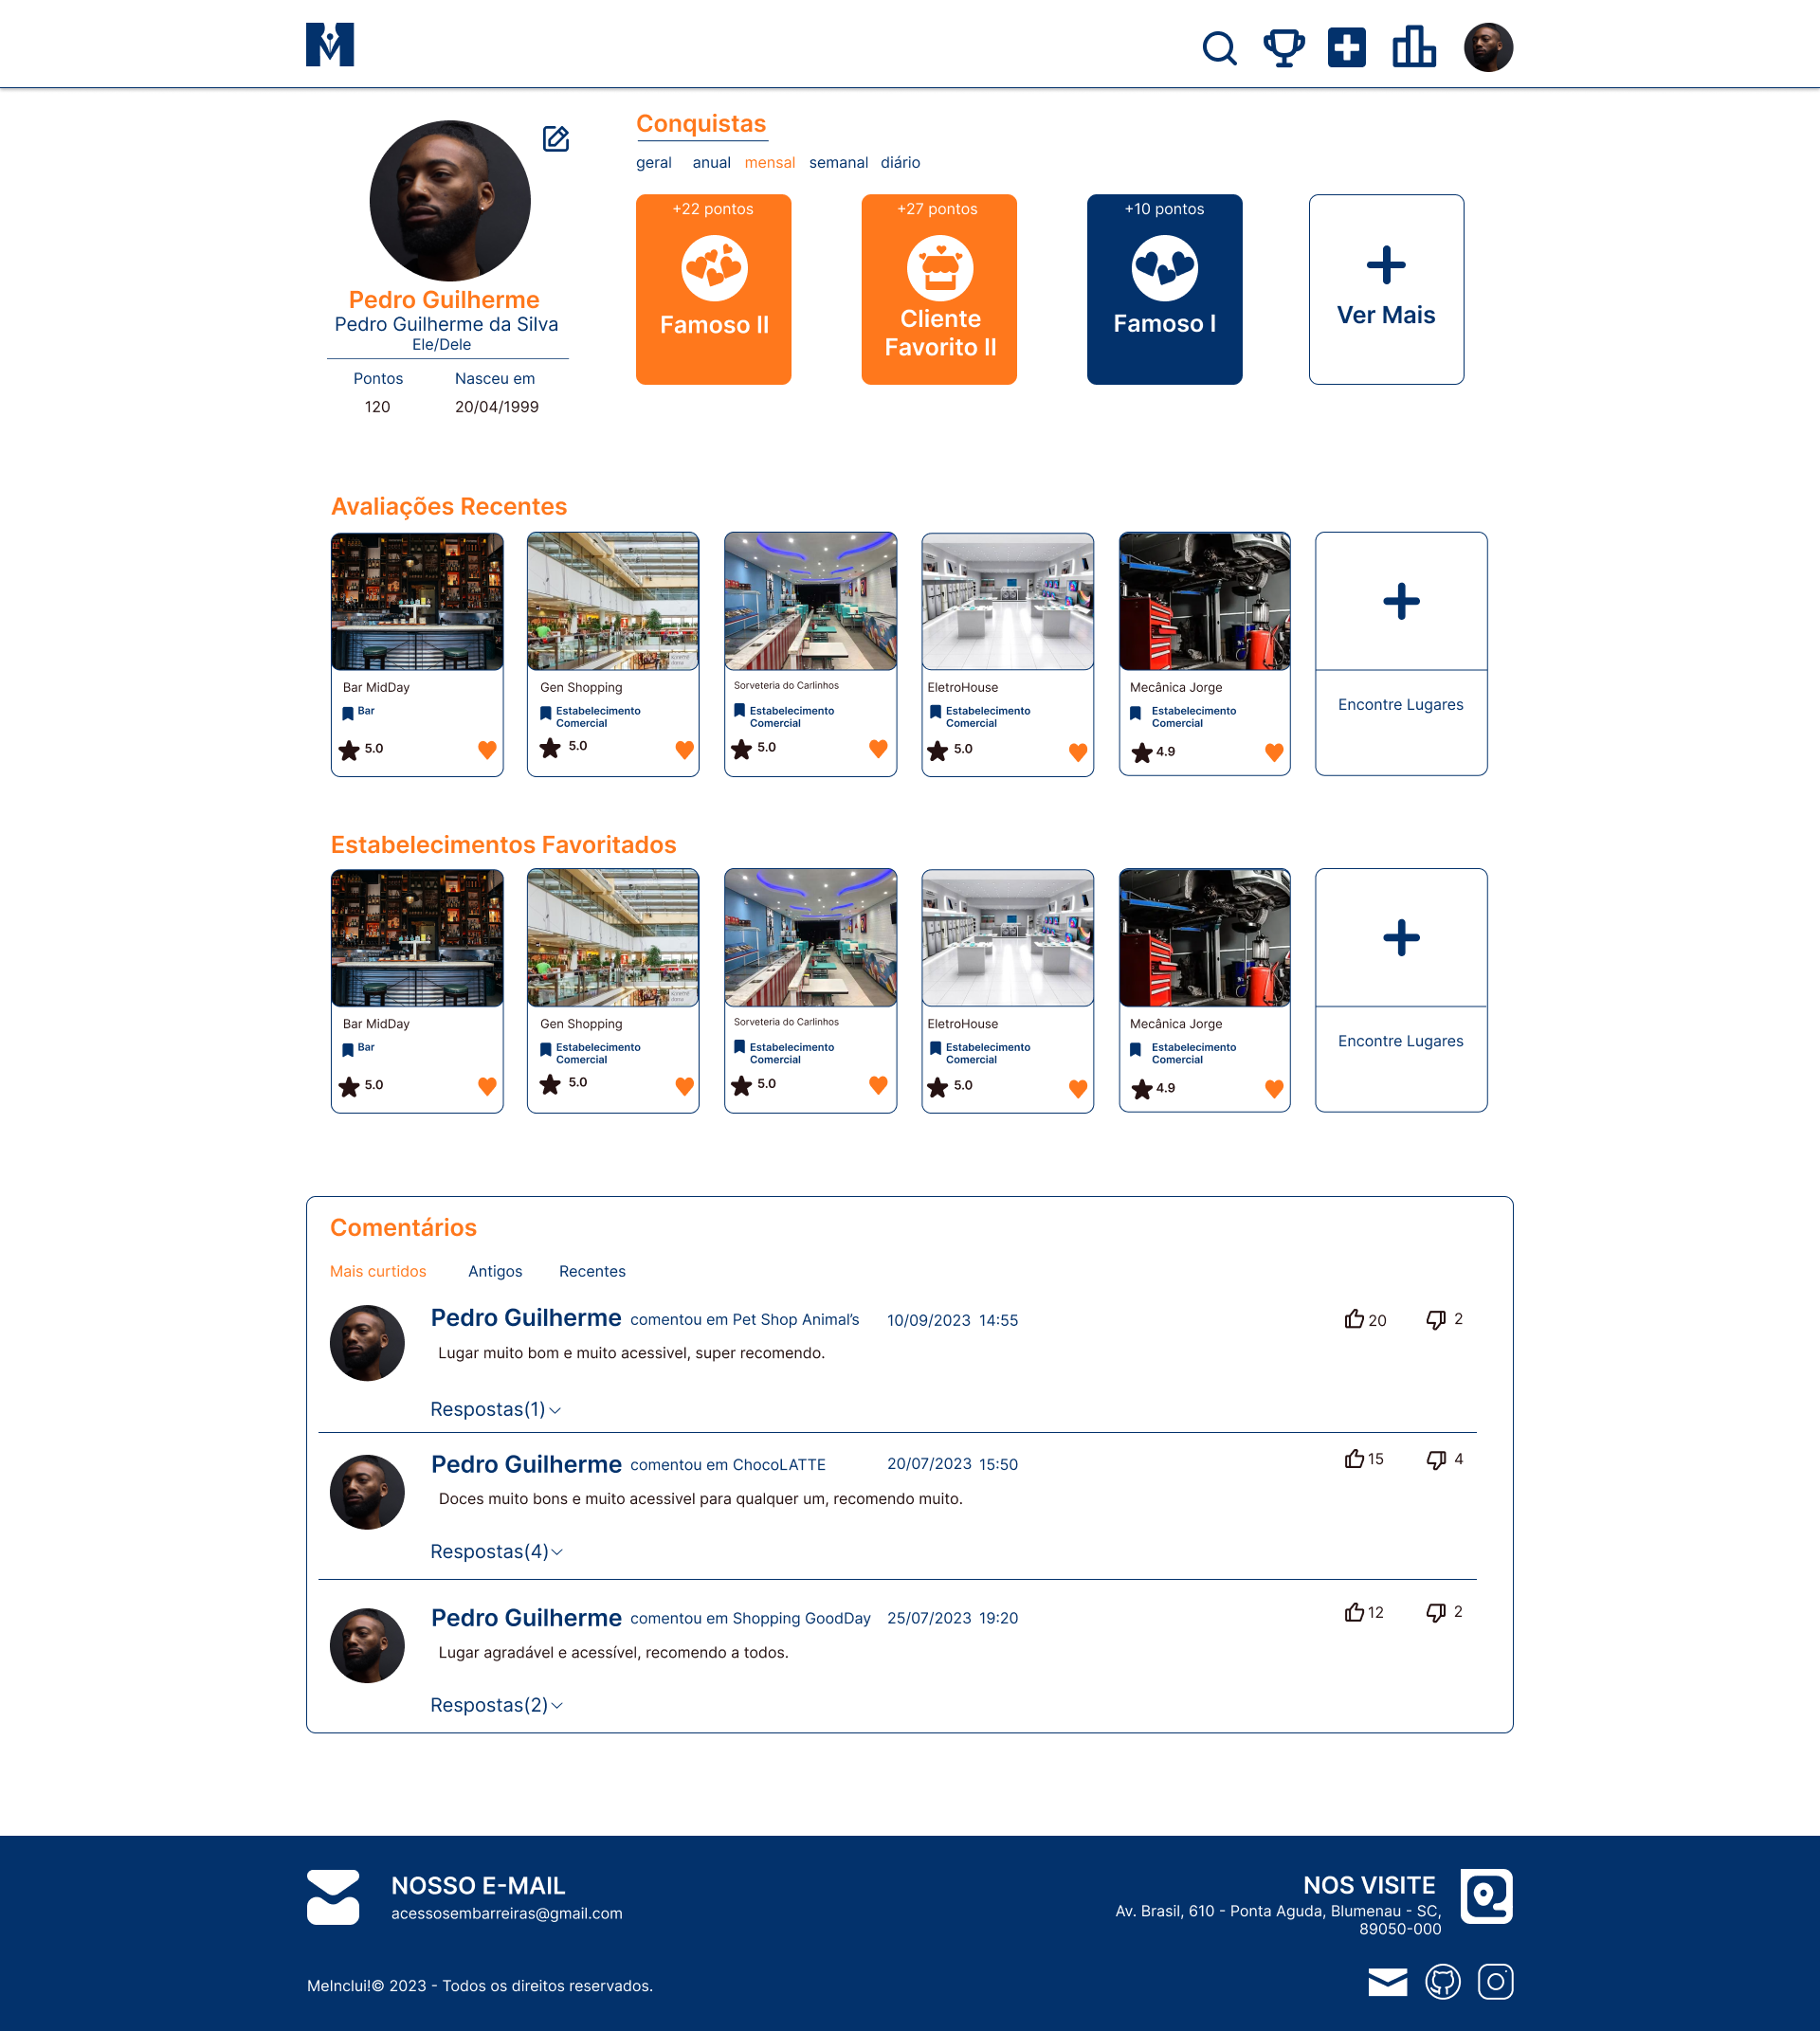 M
Conquistas
geral anual mensal semanal diário
+22 pontos
Famoso II
+27 pontos
Cliente
Favorito II
+10 pontos
Famoso I
Ver Mais
Pedro Guilherme
Pedro Guilherme da Silva
Ele/Dele
Pontos Nasceu em
120 20/04/1999
Avaliações Recentes
Bar MidDay
Bar
5.0
Gen Shopping
Estabelecimento
Comercial
5.0
Sorveteria do Carlinhos
Estabelecimento
Comercial
5.0
EletroHouse
Estabelecimento
Comercial
5.0
Mecânica Jorge
Estabelecimento
Comercial
4.9
Encontre Lugares
Estabelecimentos Favoritados
Bar MidDay
Bar
5.0
Gen Shopping
Estabelecimento
Comercial
5.0
Sorveteria do Carlinhos
Estabelecimento
Comercial
5.0
EletroHouse
Estabelecimento
Comercial
5.0
Mecânica Jorge
Estabelecimento
Comercial
4.9
Encontre Lugares
Comentários
Mais curtidos Antigos Recentes
Pedro Guilherme comentou em Pet Shop Animal’s 10/09/2023 14:55 20 2
Lugar muito bom e muito acessivel, super recomendo.
Respostas(1)
Pedro Guilherme comentou em ChocoLATTE 20/07/2023 15:50 15 4
Doces muito bons e muito acessivel para qualquer um, recomendo muito.
Respostas(4)
Pedro Guilherme comentou em Shopping GoodDay 25/07/2023 19:20 12 2
Lugar agradável e acessível, recomendo a todos.
Respostas(2)
NOSSO E-MAIL
acessosembarreiras@gmail.com
NOS VISITE
Av. Brasil, 610 - Ponta Aguda, Blumenau - SC,
89050-000
MeInclui!© 2023 - Todos os direitos reservados.